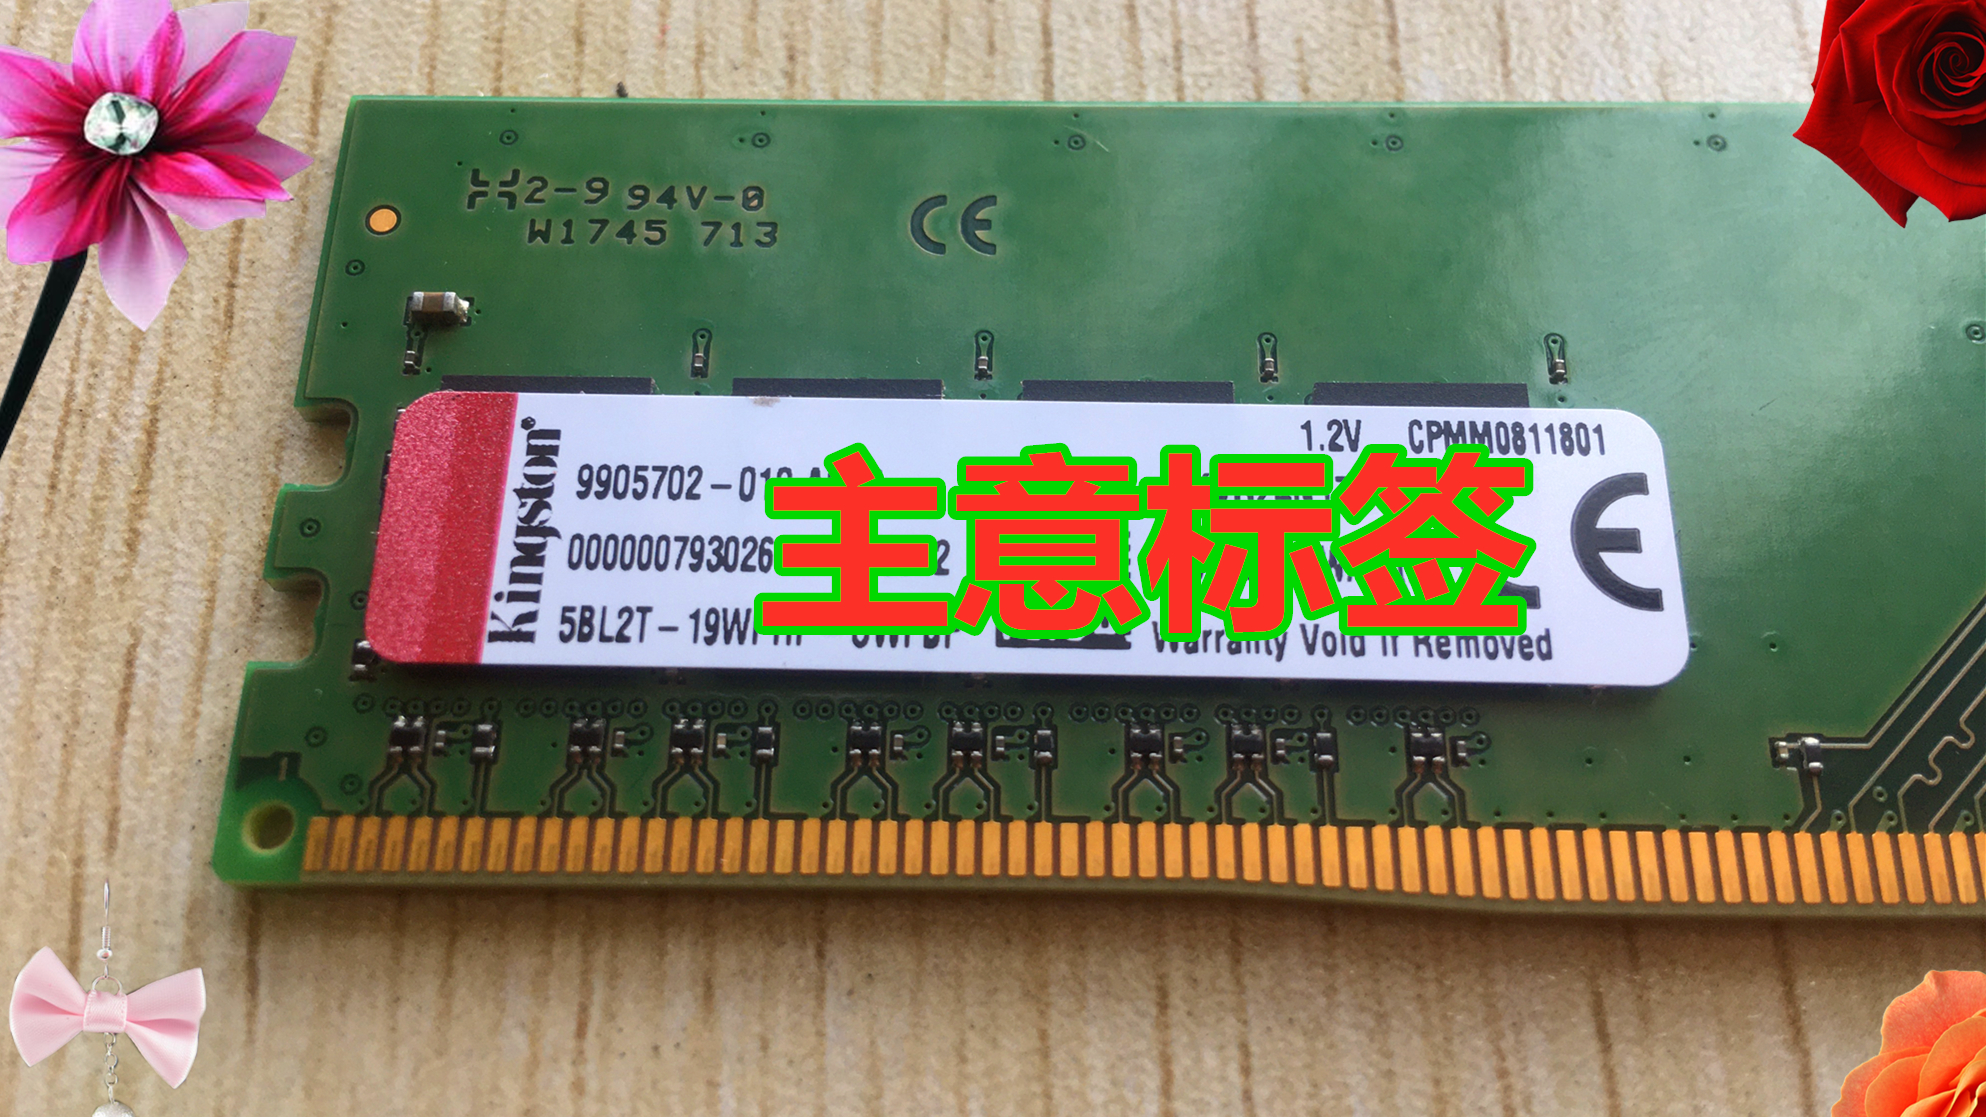 2-9 94V-0
W1745 713
CE
Kingston
1.2V CPMM0811801
9905702-01
000000793026
5BL2T-19W
主意标签
Warranty Void If Removed